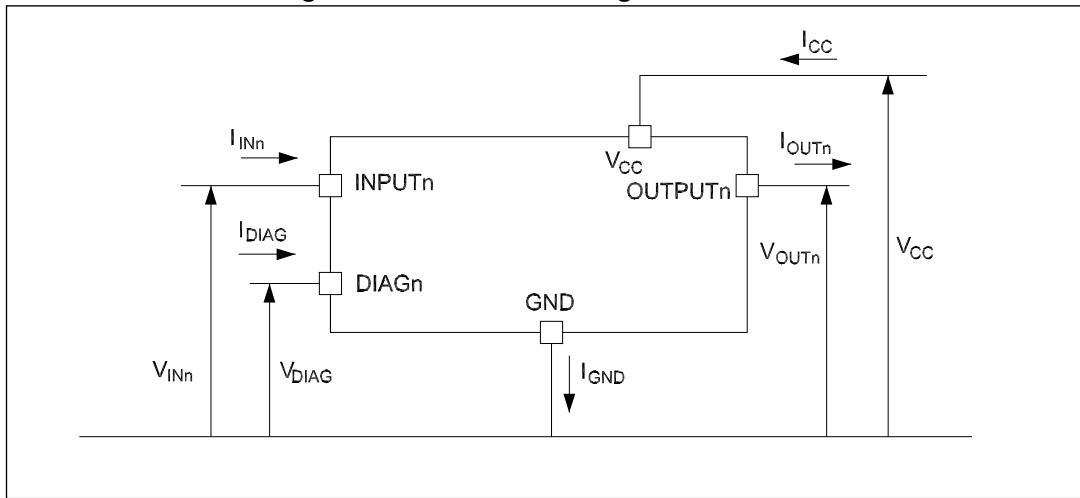 I_CC
I_INn
V_CC
I_OUTn
INPUTn
OUTPUTn
I_DIAG
V_OUTn
V_CC
DIAGn
GND
V_INn
V_DIAG
I_GND